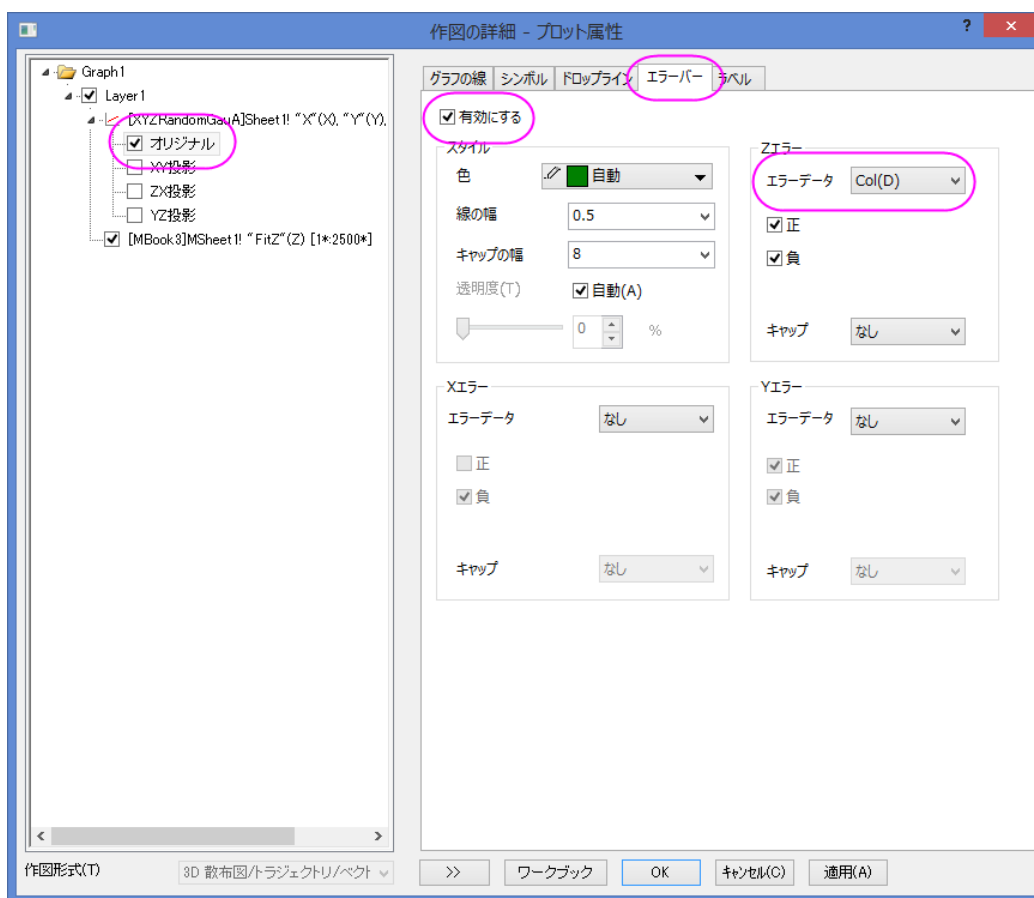 作図の詳細 - プロット属性
?
×
Graph1
Layer1
[XYZRandomGauA]Sheet1! "X"(X), "Y"(Y),
オリジナル
XY投影
ZX投影
YZ投影
[MBook3]MSheet1! "FitZ"(Z) [1*:2500*]
グラフの線 シンボル ドロップライン エラーバー ラベル
有効にする
スタイル
色 自動
線の幅 0.5
キャップの幅 8
透明度(T) 自動(A)
0 %
Zエラー
エラーデータ Col(D)
正
負
キャップ なし
Xエラー
エラーデータ なし
正
負
キャップ なし
Yエラー
エラーデータ なし
正
負
キャップ なし
作図形式(T) 3D 散布図/トラジェクトリ/ベクト
>> ワークブック OK キャンセル(C) 適用(A)